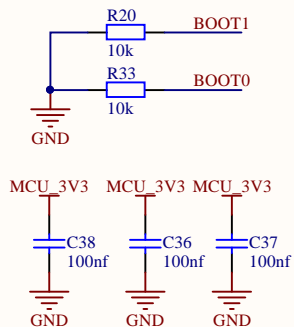 R20 BOOT1
10k
R33 BOOT0
10k
GND
MCU_3V3 MCU_3V3 MCU_3V3
C38 C36 C37
100nf 100nf 100nf
GND GND GND